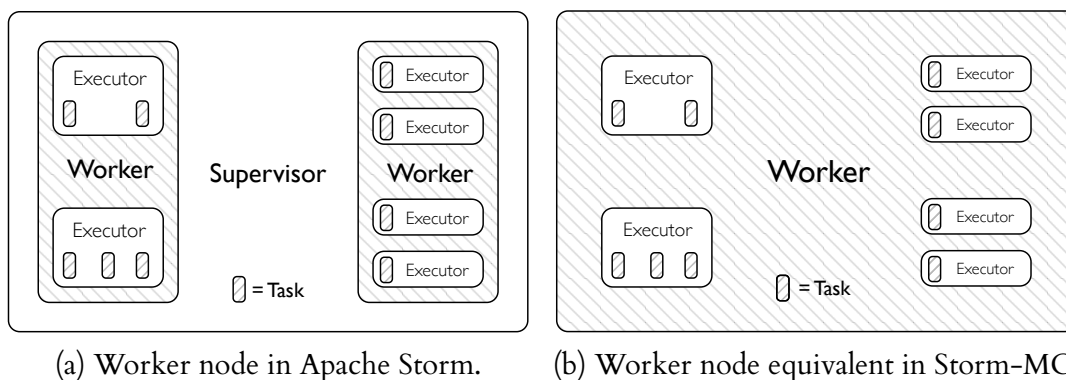 Executor
Executor
Executor
Worker
Supervisor
Worker
Executor
Executor
Executor
Executor
= Task
(a) Worker node in Apache Storm.
Executor
Executor
Executor
Worker
Executor
Executor
Executor
= Task
(b) Worker node equivalent in Storm-MC